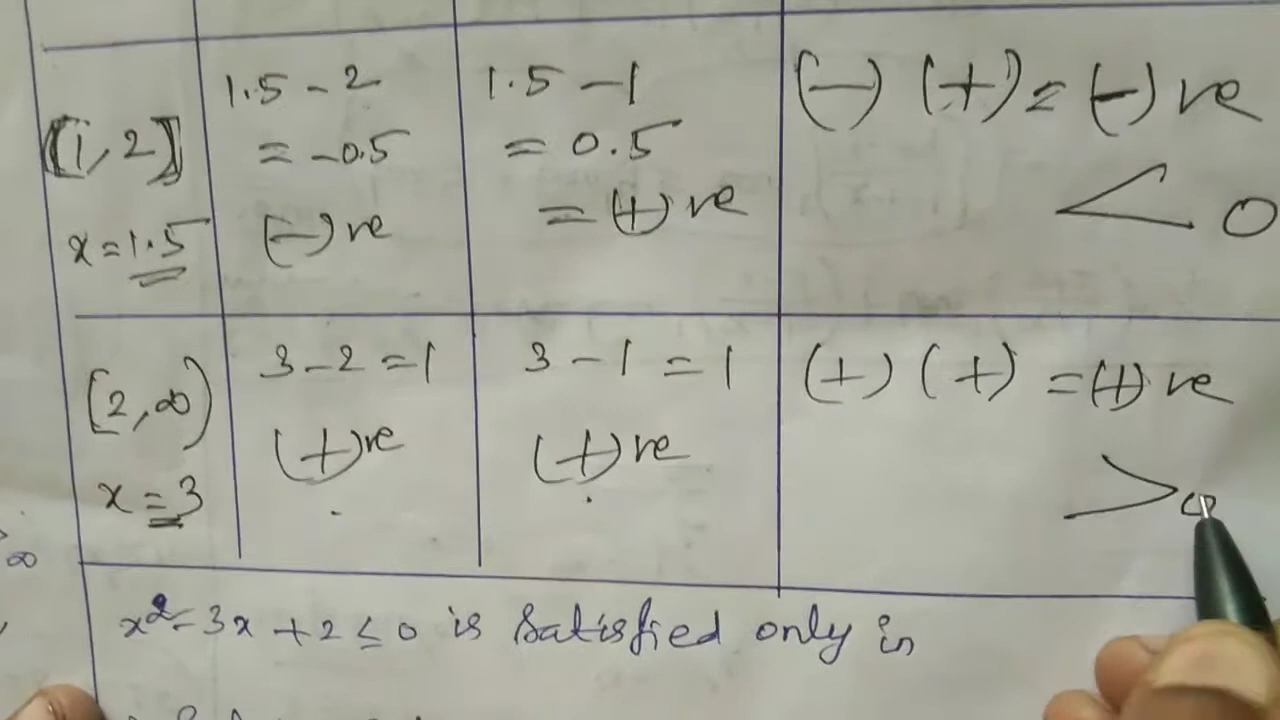 [1,2]
x=1.5
1.5-2
=-0.5
(-)ve
1.5-1
=0.5
=(+)ve
(-) (+) = (-)ve
< 0
(2,∞)
x=3
3-2=1
(+)ve
3-1=1
(+)ve
(+) (+) = (+)ve
>0
∞
x²-3x+2≤0 is satisfied only in